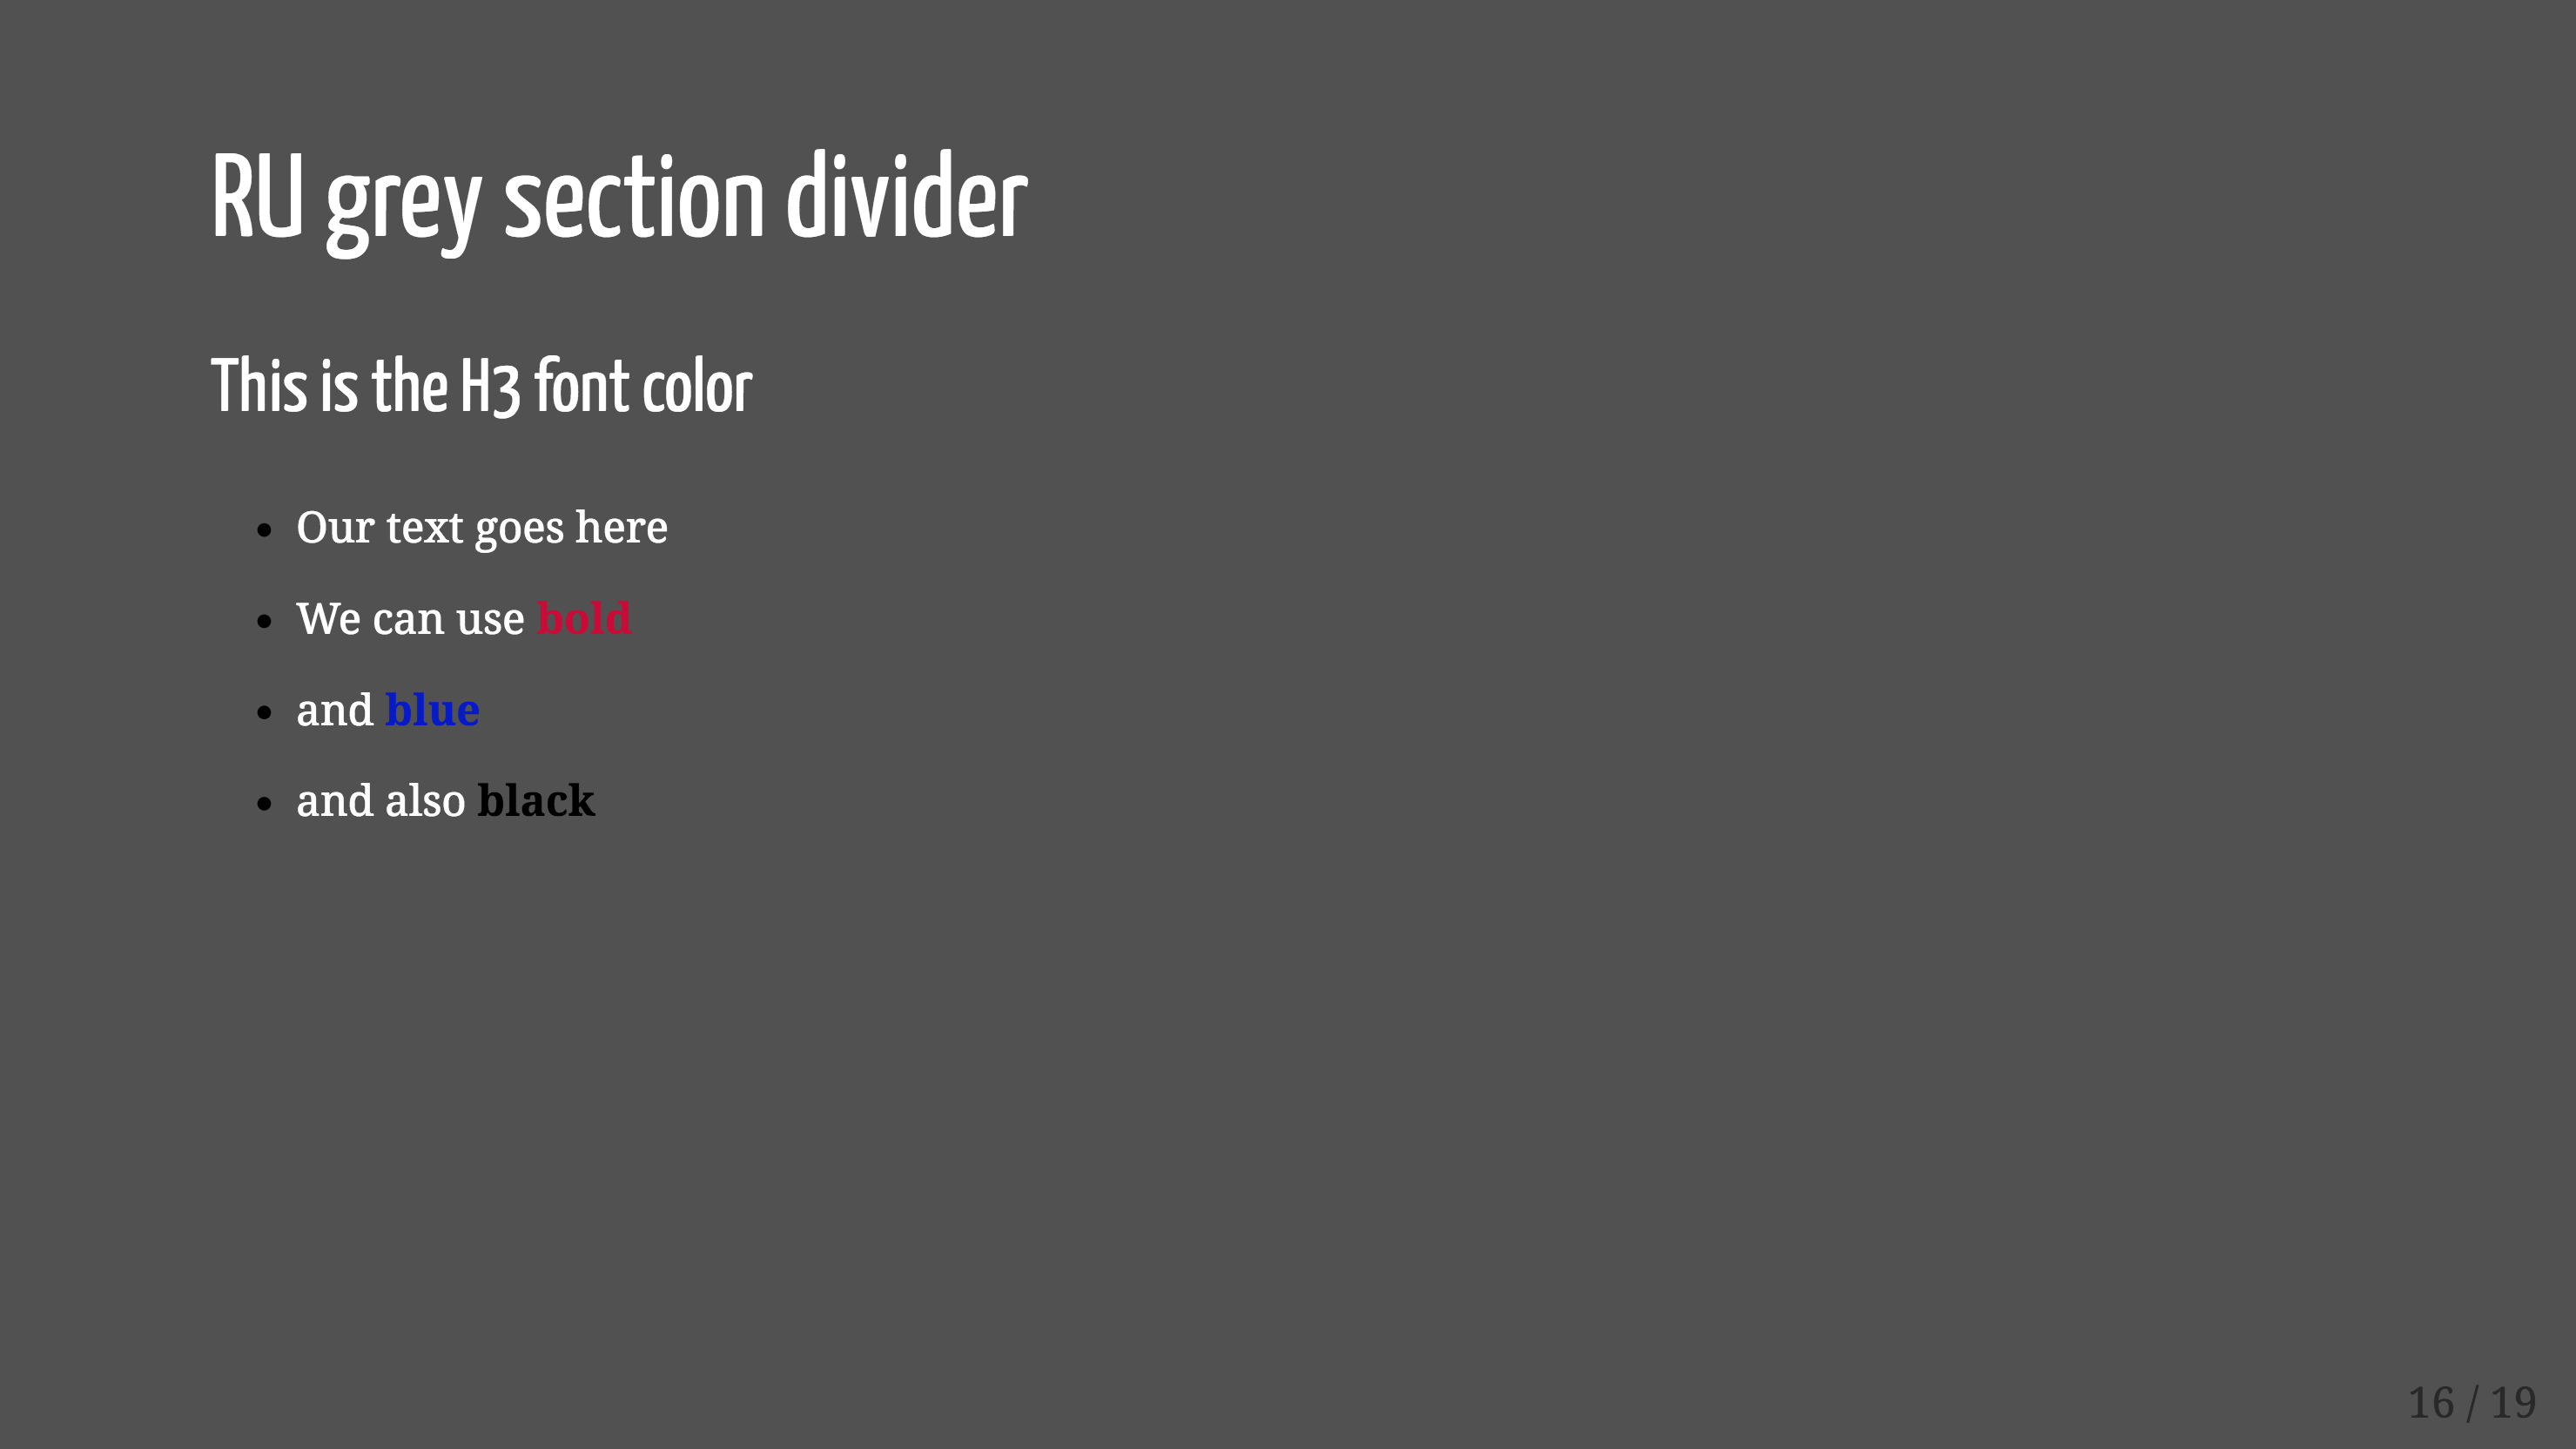 RU grey section divider
This is the H3 font color
• Our text goes here
• We can use bold
• and blue
• and also black
16 / 19